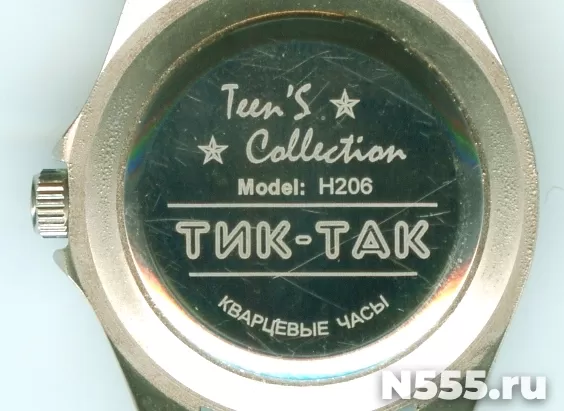 Teen'S
Collection
Model: H206
ТИК-ТАК
КВАРЦЕВЫЕ ЧАСЫ
N555.ru